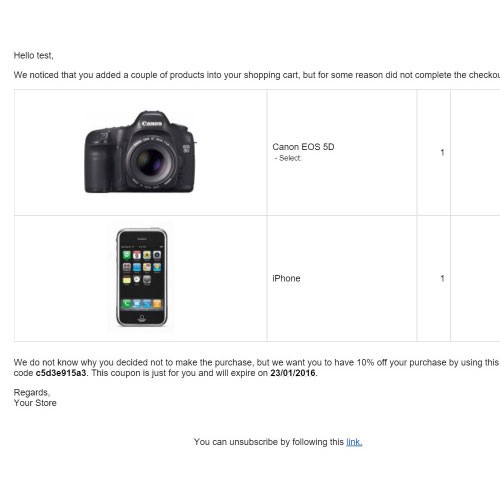 Hello test,
We noticed that you added a couple of products into your shopping cart, but for some reason did not complete the
Canon
Canon EOS 5D
- Select:
1
iPhone
1
We do not know why you decided not to make the purchase, but we want you to have 10% off your purchase by using this
code c5d3e915a3. This coupon is just for you and will expire on 23/01/2016.
Regards,
Your Store
You can unsubscribe by following this link.